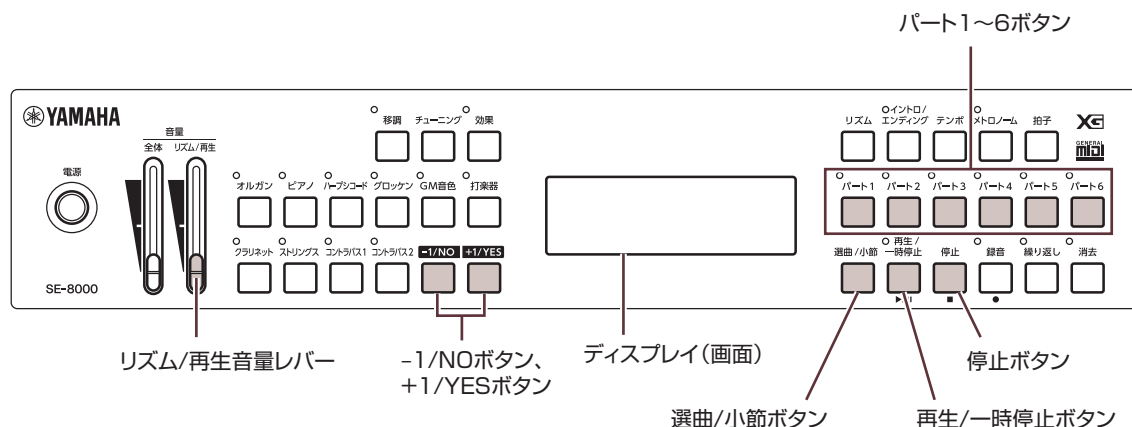 パート1〜6ボタン
YAMAHA
音量
全体 リズム/再生
電源
移調 チューニング 効果
リズム イントロ/エンディング テンポ メトロノーム 拍子
XG
GENERAL MIDI
オルガン ピアノ ハープシコード グロッケン GM音色 打楽器
パート1 パート2 パート3 パート4 パート5 パート6
クラリネット ストリングス コントラバス1 コントラバス2 -1/NO +1/YES
選曲/小節 再生/一時停止 停止 録音 繰り返し 消去
SE-8000
リズム/再生音量レバー
–1/NOボタン、
+1/YESボタン
ディスプレイ（画面）
停止ボタン
選曲/小節ボタン
再生/一時停止ボタン